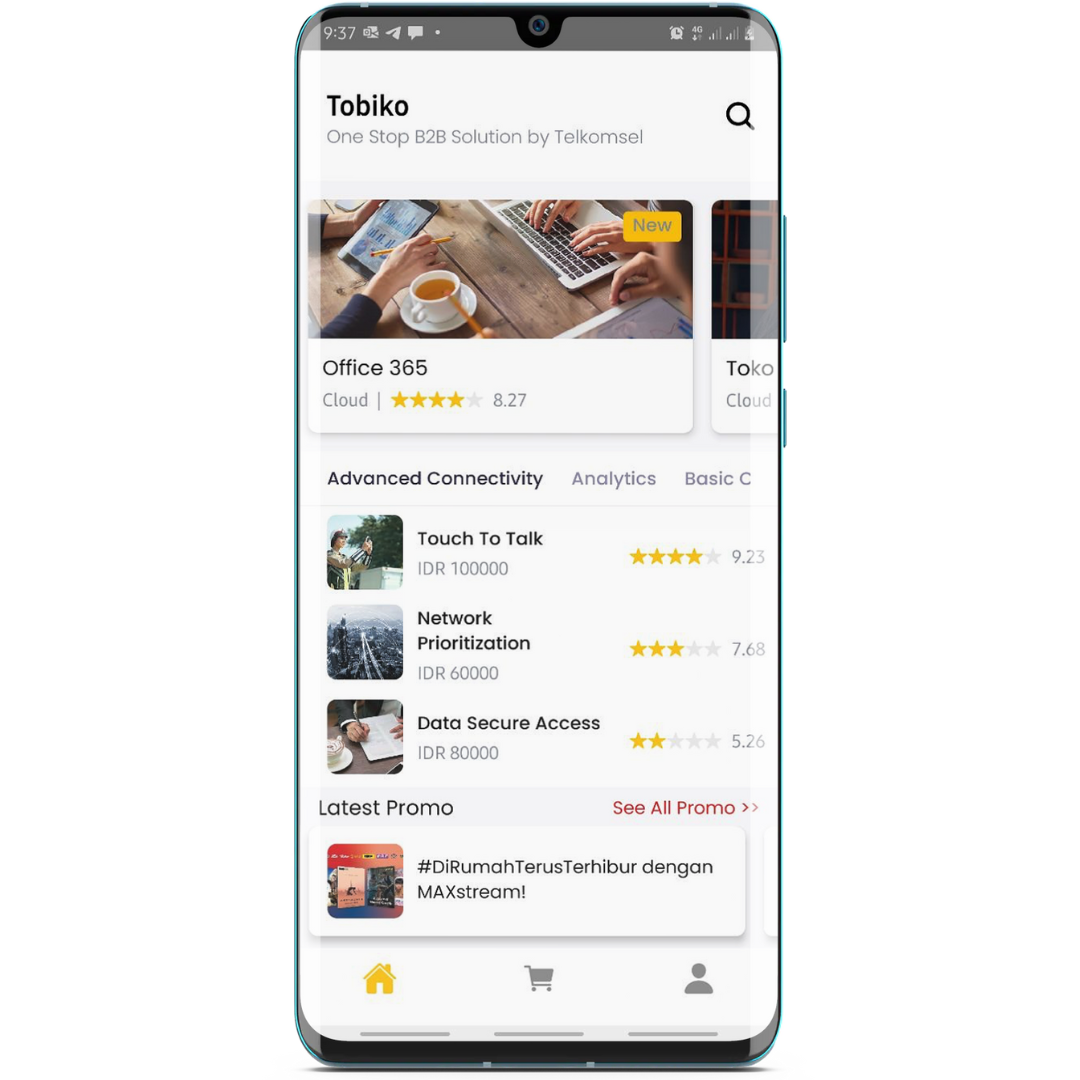 9:37
4G
Tobiko
One Stop B2B Solution by Telkomsel
New
Office 365
Cloud | 8.27
Toko
Cloud
Advanced Connectivity Analytics Basic C
Touch To Talk
IDR 100000
9.23
Network
Prioritization
IDR 60000
7.68
Data Secure Access
IDR 80000
5.26
Latest Promo See All Promo >>
#DiRumahTerusTerhibur dengan
MAXstream!